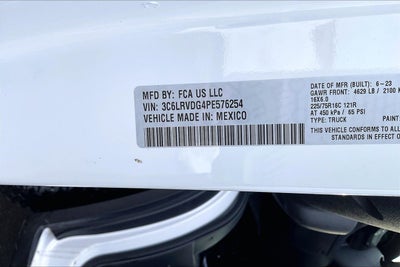 MFD BY: FCA US LLC
VIN: 3C6LRVDG4PE576254
VEHICLE MADE IN: MEXICO
DATE OF MFR (BUILT): 6-23
GAWR FRONT: 4629 LB / 2100 K
16X6.0
225/75R16C 121R
AT 450 kPa / 65 PSI
TYPE: TRUCK PAINT:
THIS VEHICLE CONFORMS TO ALL
STANDARDS IN EFFECT O